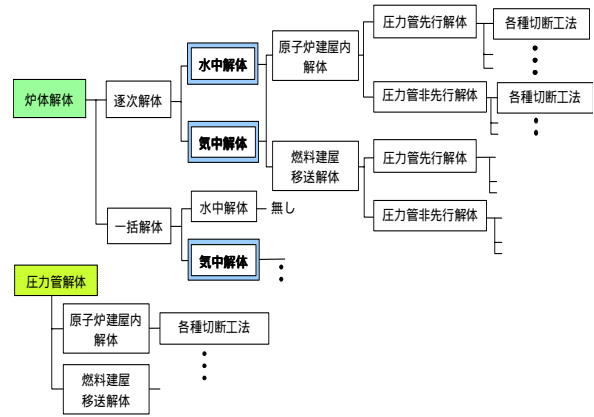 圧力管先行解体
各種切断工法
水中解体
原子炉建屋内
解体
炉体解体
逐次解体
圧力管非先行解体
各種切断工法
気中解体
燃料建屋
移送解体
圧力管先行解体
水中解体
無し
圧力管非先行解体
一括解体
気中解体
圧力管解体
原子炉建屋内
解体
各種切断工法
燃料建屋
移送解体